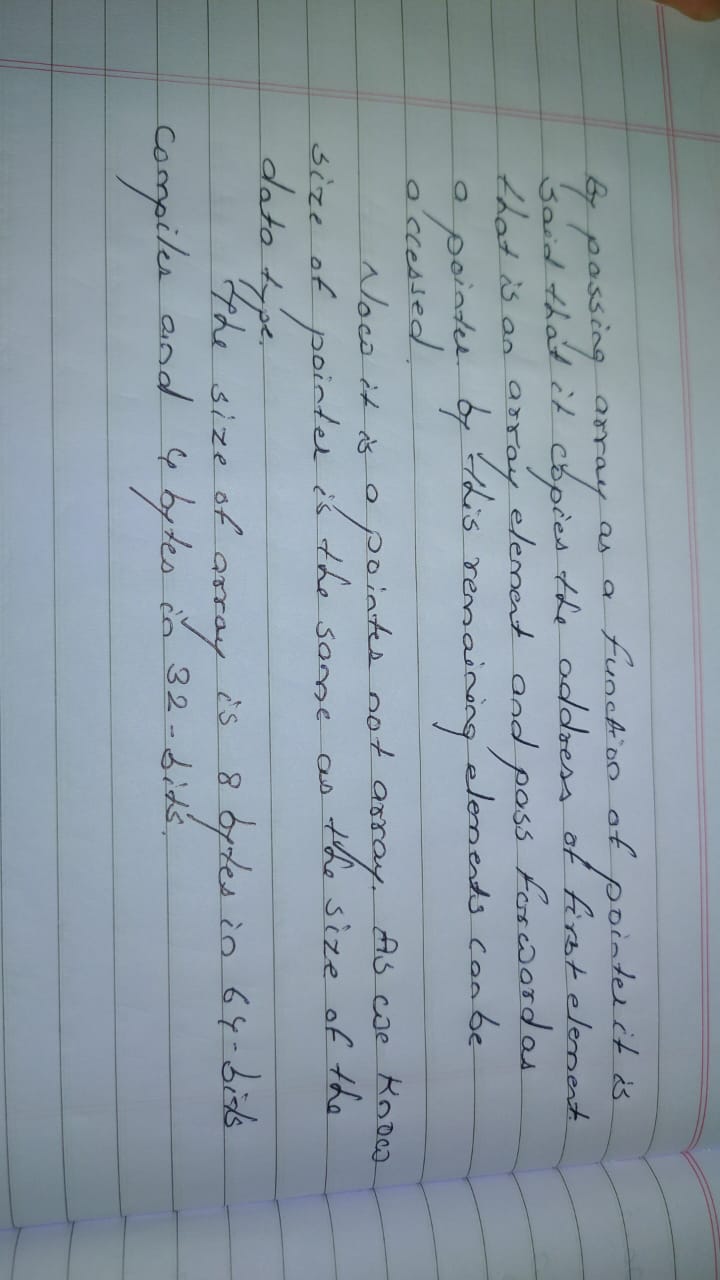 By passing array as a function of pointer it is
said that it copies the address of first element.
that is an array element and pass forword as
a pointer by this remaining elements can be
accessed.
Now it is a pointer not array. As we know
size of pointer is the same as the size of the
data type.
the size of array is 8 bytes in 64-bits
compiler and 4 bytes in 32-bits.